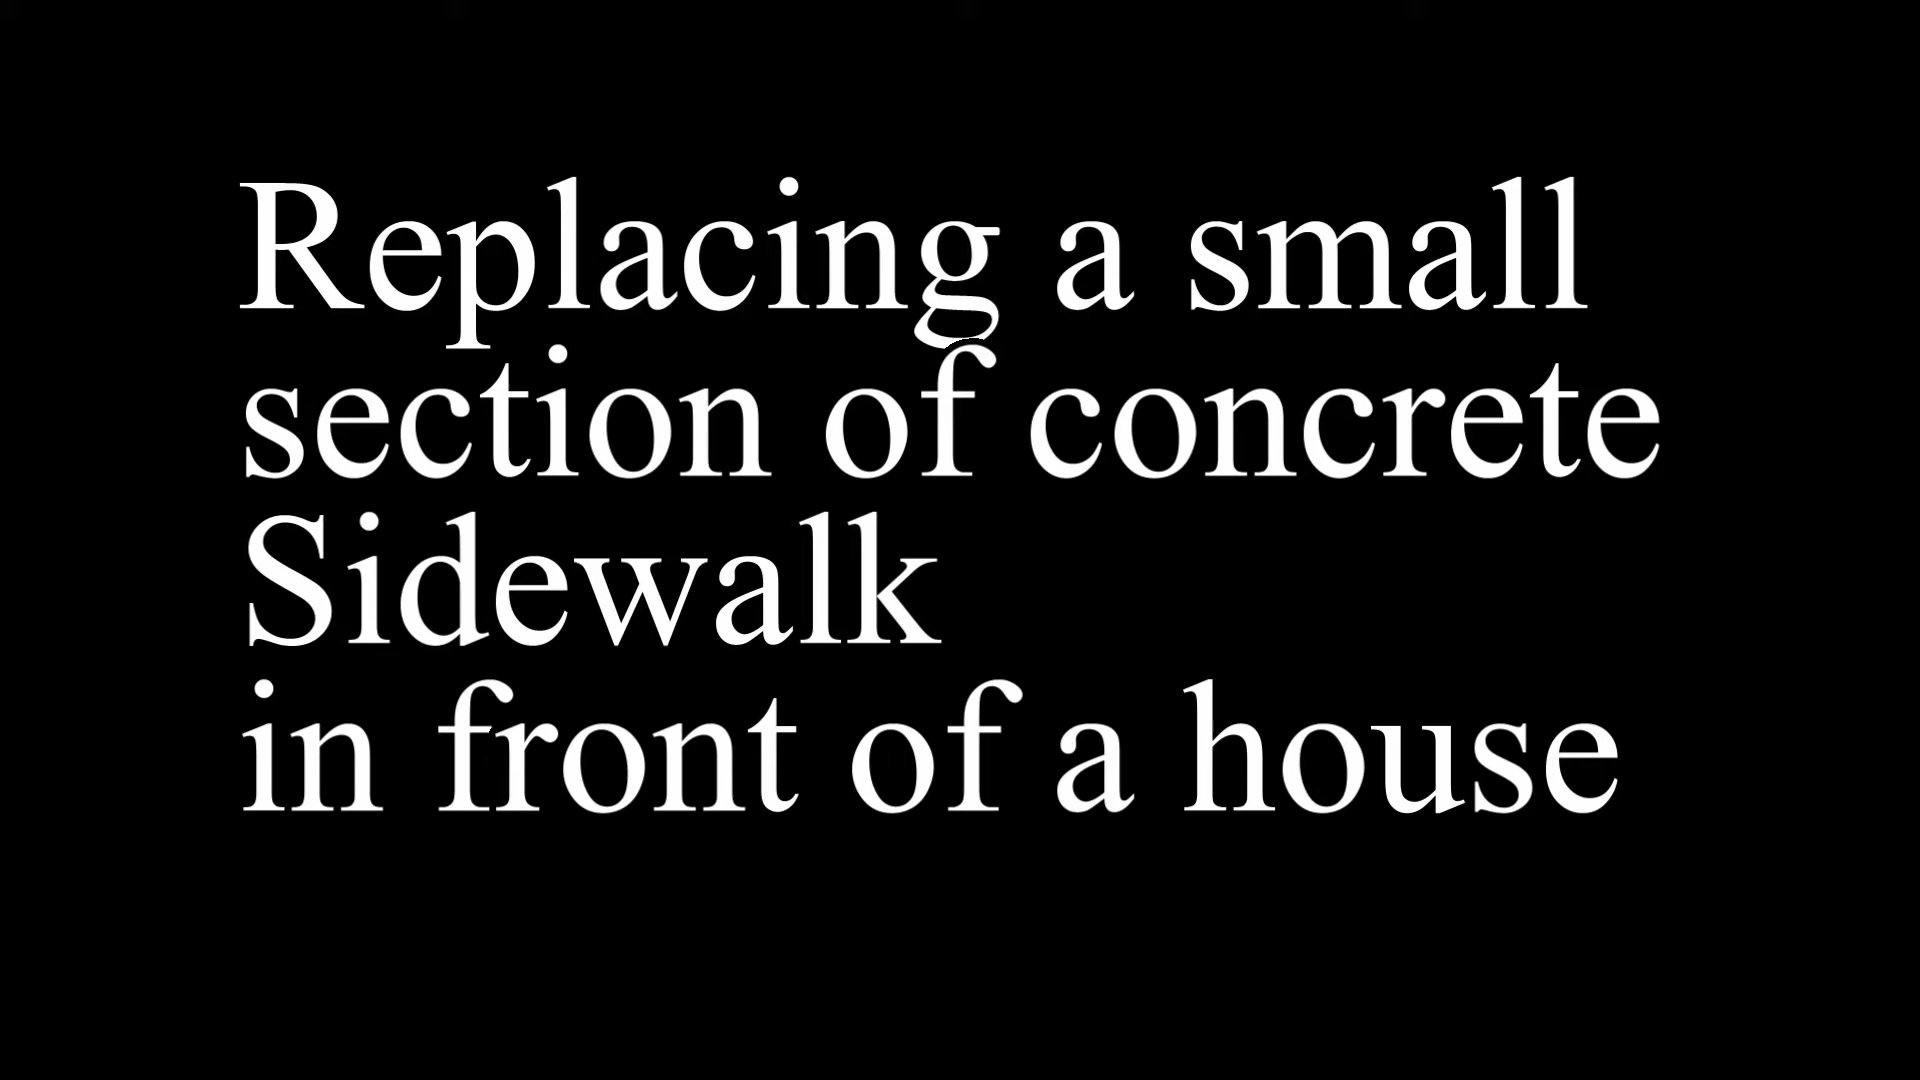 Replacing a small
section of concrete
Sidewalk
in front of a house